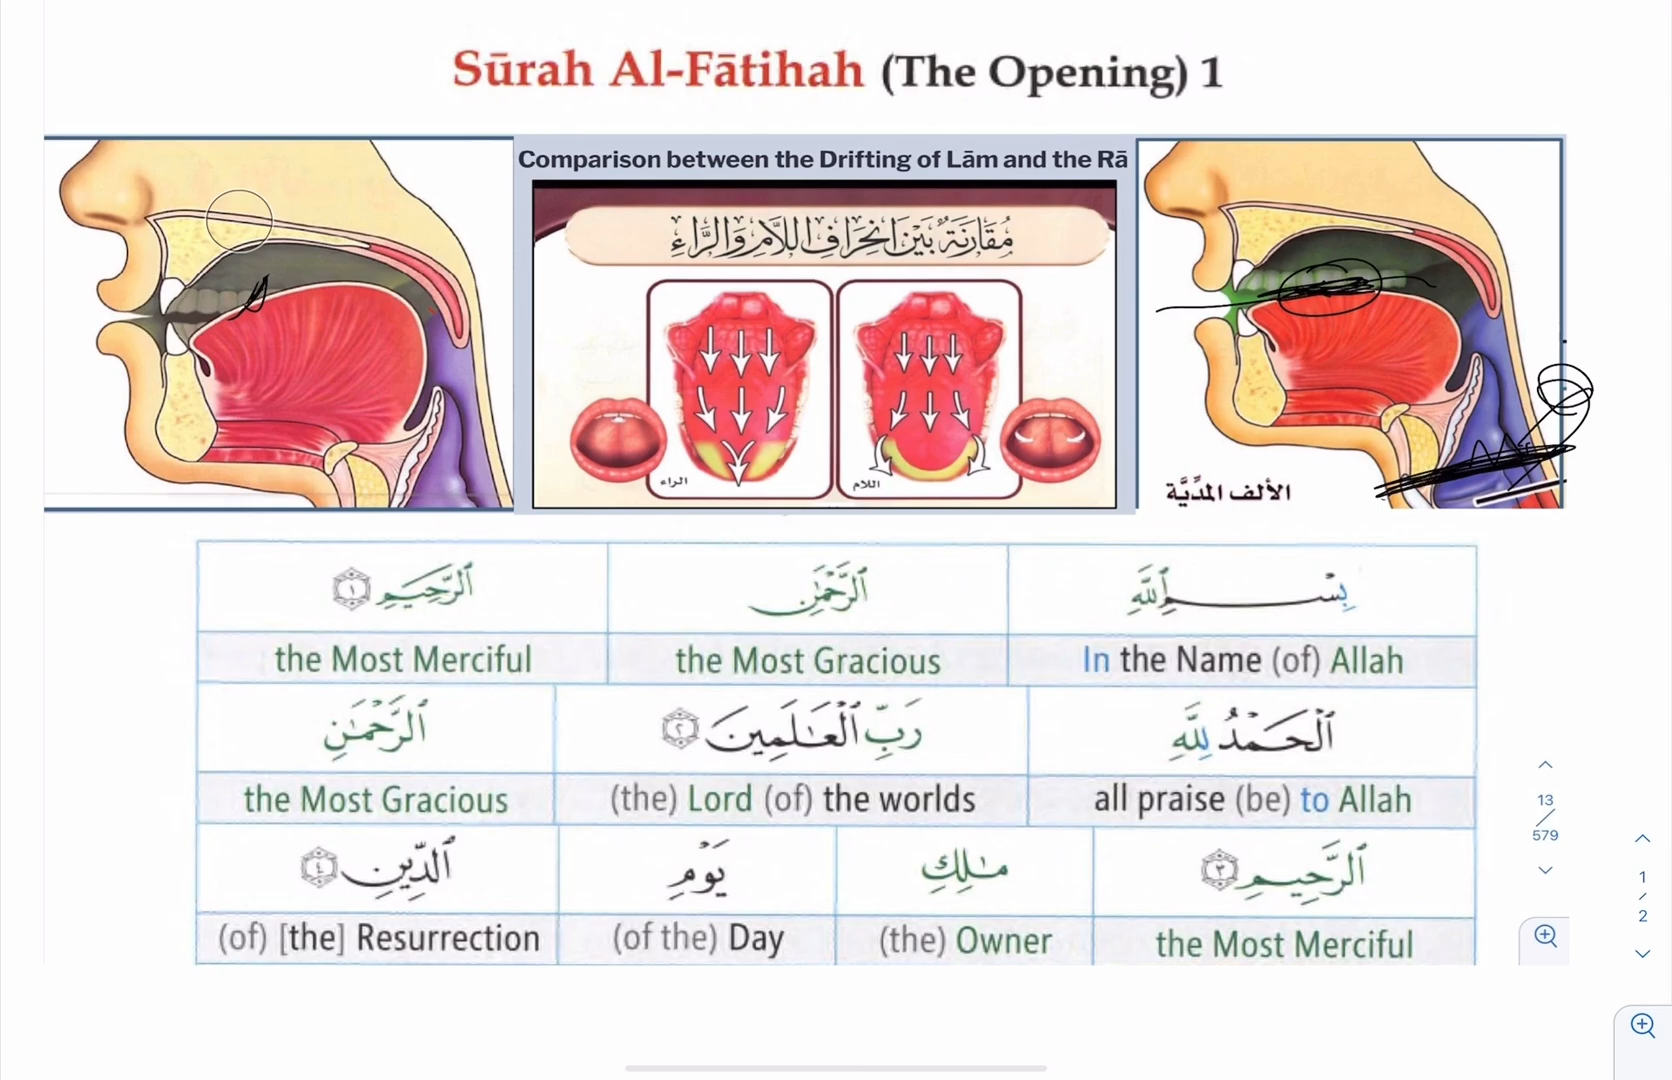 Sūrah Al-Fātihah (The Opening) 1
Comparison between the Drifting of Lām and the Rā
مُقَارَنَةٌ بَيْنَ انْحِرَافِ اللَّامِ وَالرَّاءِ
الراء
اللام
الألف المدِّيَّة
بِسْمِ ٱللَّهِ
ٱلرَّحْمَٰنِ
ٱلرَّحِيمِ ١
In the Name (of) Allah
the Most Gracious
the Most Merciful
ٱلْحَمْدُ لِلَّهِ
رَبِّ ٱلْعَٰلَمِينَ ٢
ٱلرَّحْمَٰنِ
all praise (be) to Allah
(the) Lord (of) the worlds
the Most Gracious
ٱلرَّحِيمِ ٣
مَٰلِكِ
يَوْمِ
ٱلدِّينِ ٤
the Most Merciful
(the) Owner
(of the) Day
(of) [the] Resurrection
13
/
579
1
/
2